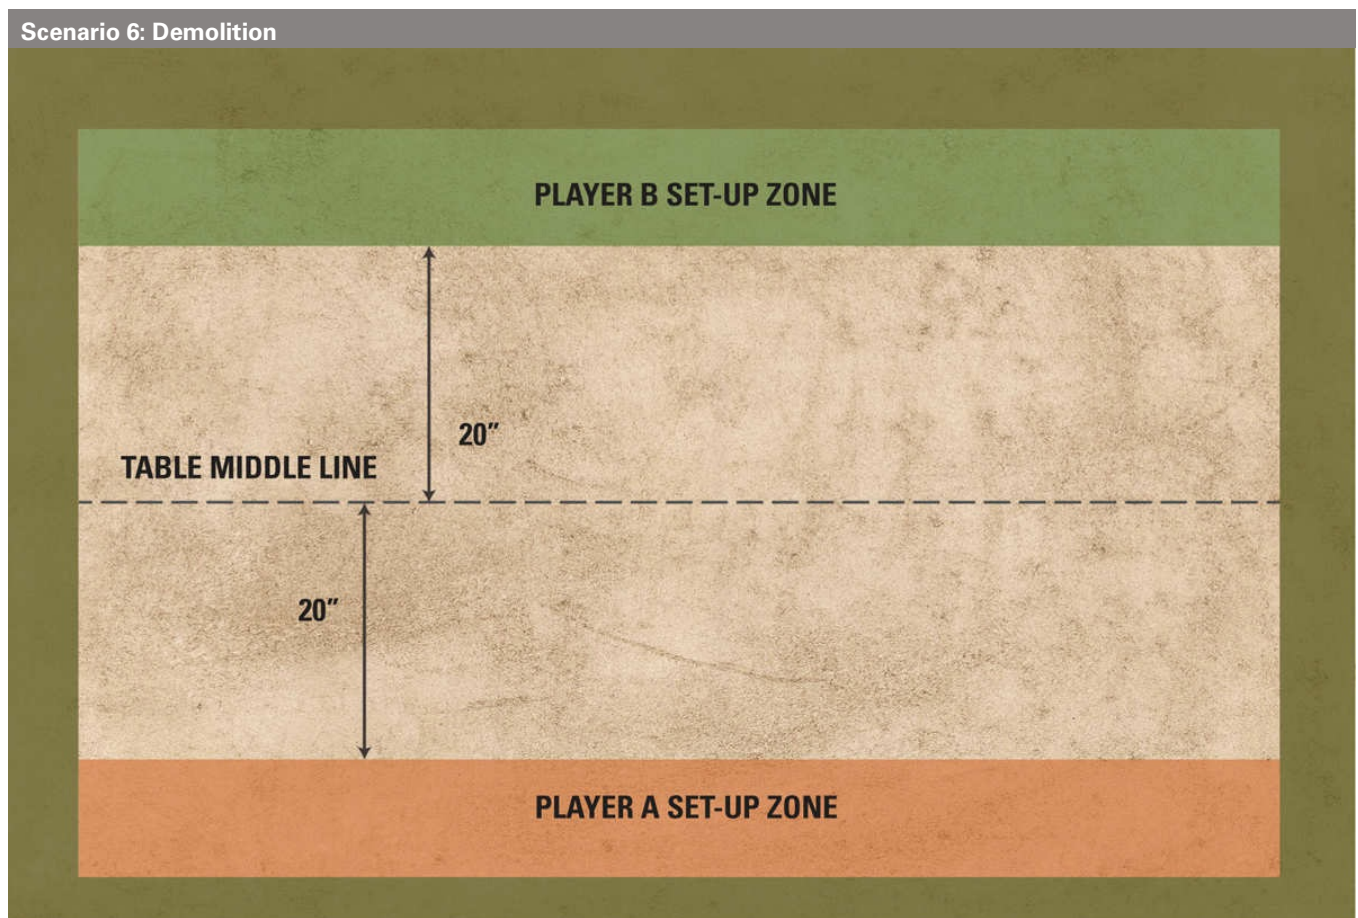 Scenario 6: Demolition
PLAYER B SET-UP ZONE
20″
TABLE MIDDLE LINE
20″
PLAYER A SET-UP ZONE